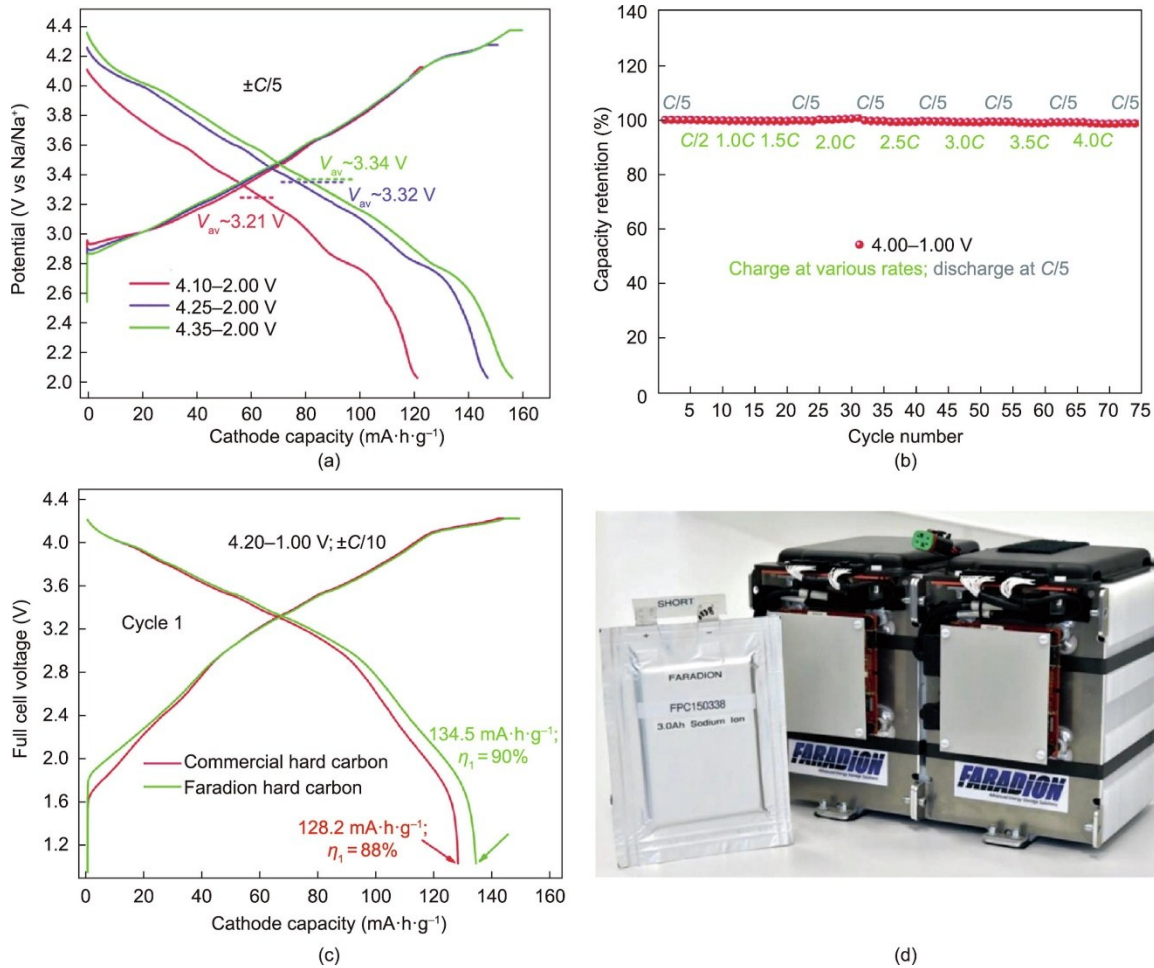 4.4
4.2
4.0
3.8
3.6
3.4
3.2
3.0
2.8
2.6
2.4
2.2
2.0
Potential (V vs Na/Na⁺)
±C/5
V_av~3.34 V
V_av~3.32 V
V_av~3.21 V
4.10–2.00 V
4.25–2.00 V
4.35–2.00 V
0 20 40 60 80 100 120 140 160
Cathode capacity (mA·h·g⁻¹)
(a)
140
120
100
80
60
40
20
0
Capacity retention (%)
C/5 C/5 C/5 C/5 C/5 C/5 C/5
C/2 1.0C 1.5C 2.0C 2.5C 3.0C 3.5C 4.0C
4.00–1.00 V
Charge at various rates; discharge at C/5
5 10 15 20 25 30 35 40 45 50 55 60 65 70 75
Cycle number
(b)
4.4
4.0
3.6
3.2
2.8
2.4
2.0
1.6
1.2
Full cell voltage (V)
4.20–1.00 V; ±C/10
Cycle 1
134.5 mA·h·g⁻¹;
η₁ = 90%
Commercial hard carbon
Faradion hard carbon
128.2 mA·h·g⁻¹;
η₁ = 88%
0 20 40 60 80 100 120 140 160
Cathode capacity (mA·h·g⁻¹)
(c)
SHORT
FARADION
FPC150338
3.0Ah Sodium Ion
FARADION
FARADION
(d)